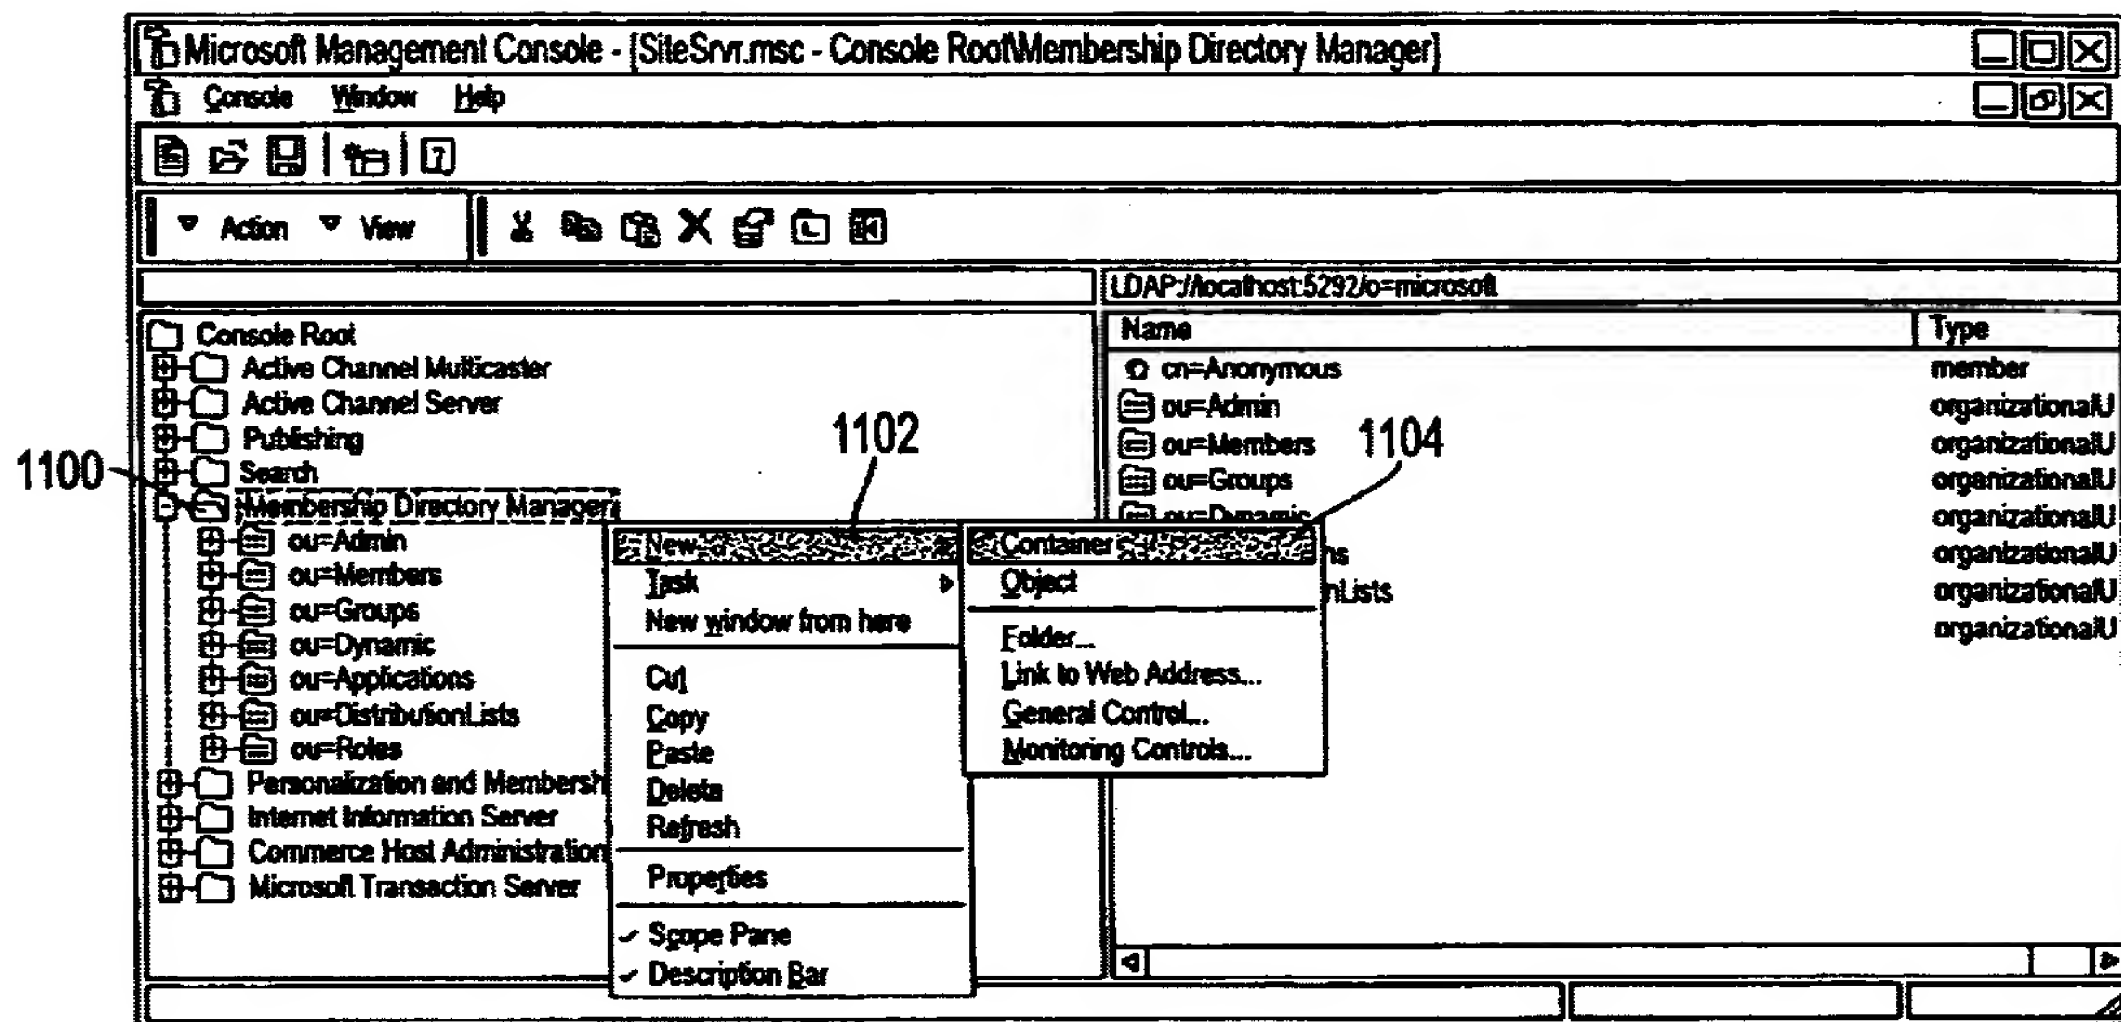 Microsoft Management Console - [SiteSrvr.msc - Console Root\Membership Directory Manager]
Console Window Help
Action View
LDAP://localhost:5292/o=microsoft
Name Type
Console Root
Active Channel Multicaster
Active Channel Server
Publishing
Search
Membership Directory Manager
ou=Admin
ou=Members
ou=Groups
ou=Dynamic
ou=Applications
ou=DistributionLists
ou=Roles
Personalization and Membersh
Internet Information Server
Commerce Host Administration
Microsoft Transaction Server
1100
1102
1104
New
Task
New window from here
Cut
Copy
Paste
Delete
Refresh
Properties
Scope Pane
Description Bar
Container
Object
Folder...
Link to Web Address...
General Control...
Monitoring Controls...
cn=Anonymous member
ou=Admin organizationalU
ou=Members organizationalU
ou=Groups organizationalU
ou=Dynamic organizationalU
ns organizationalU
nLists organizationalU
organizationalU